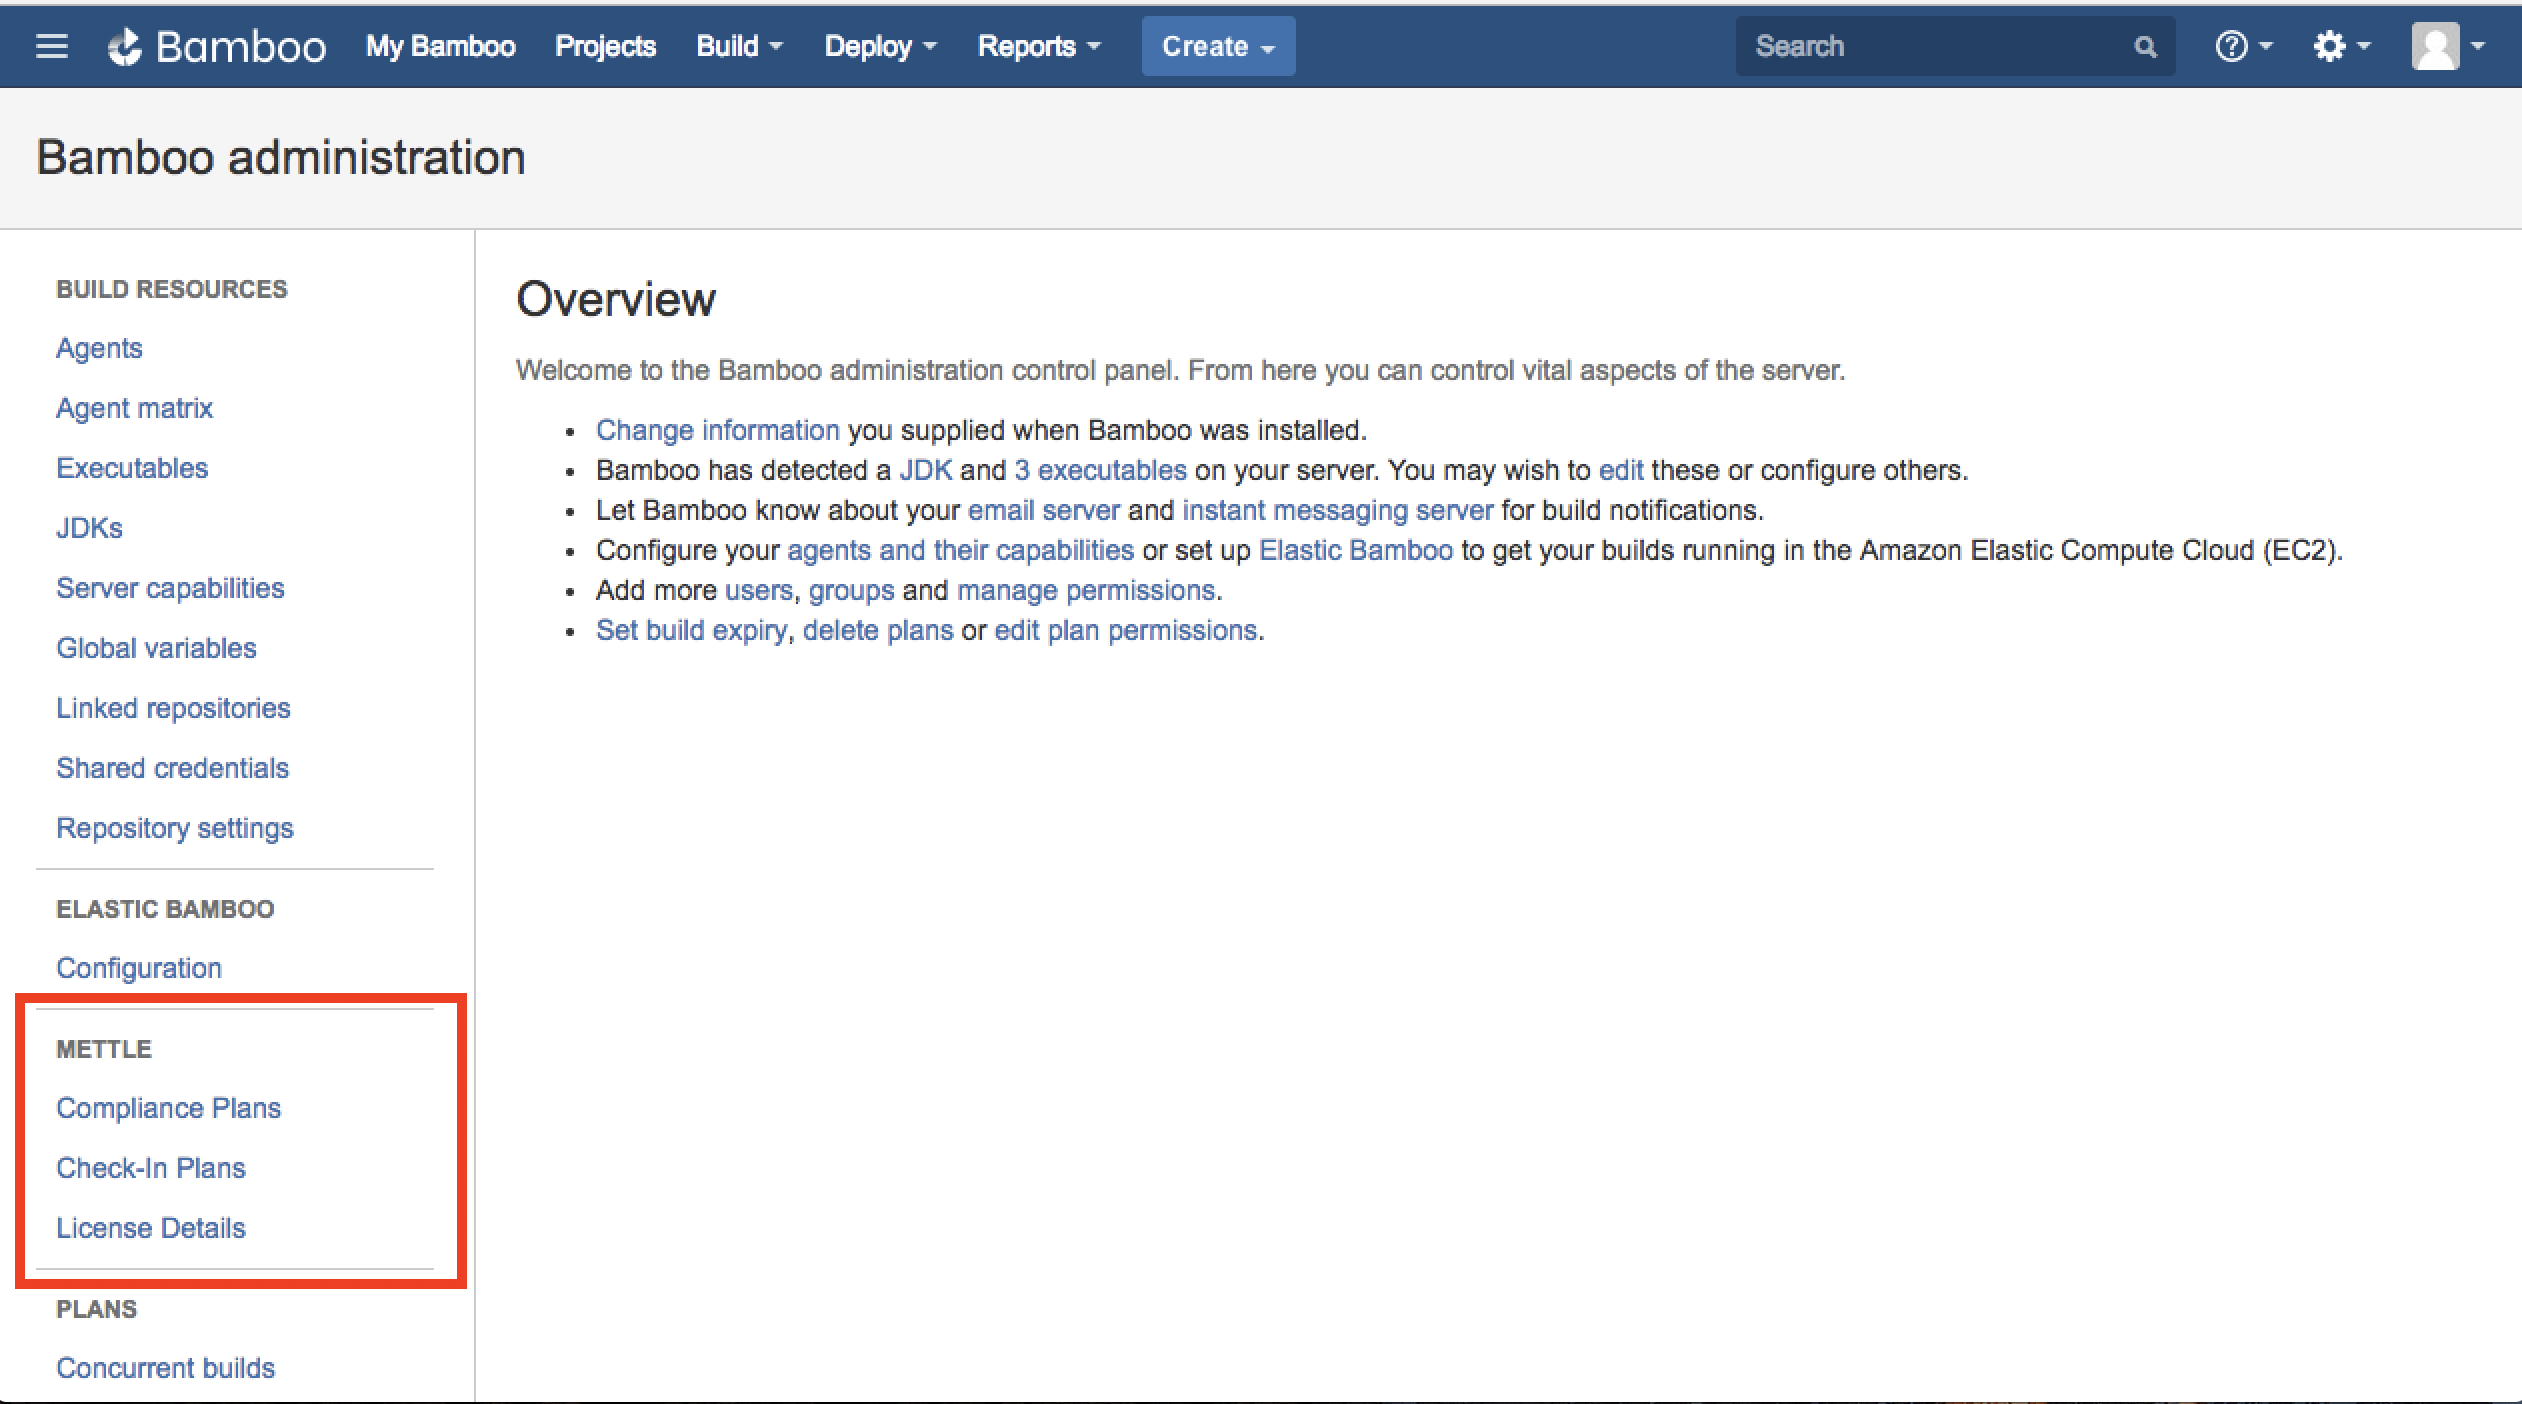 Bamboo My Bamboo Projects Build Deploy Reports Create Search
Bamboo administration
BUILD RESOURCES
Agents
Agent matrix
Executables
JDKs
Server capabilities
Global variables
Linked repositories
Shared credentials
Repository settings
ELASTIC BAMBOO
Configuration
METTLE
Compliance Plans
Check-In Plans
License Details
PLANS
Concurrent builds
Overview
Welcome to the Bamboo administration control panel. From here you can control vital aspects of the server.
• Change information you supplied when Bamboo was installed.
• Bamboo has detected a JDK and 3 executables on your server. You may wish to edit these or configure others.
• Let Bamboo know about your email server and instant messaging server for build notifications.
• Configure your agents and their capabilities or set up Elastic Bamboo to get your builds running in the Amazon Elastic Compute Cloud (EC2).
• Add more users, groups and manage permissions.
• Set build expiry, delete plans or edit plan permissions.